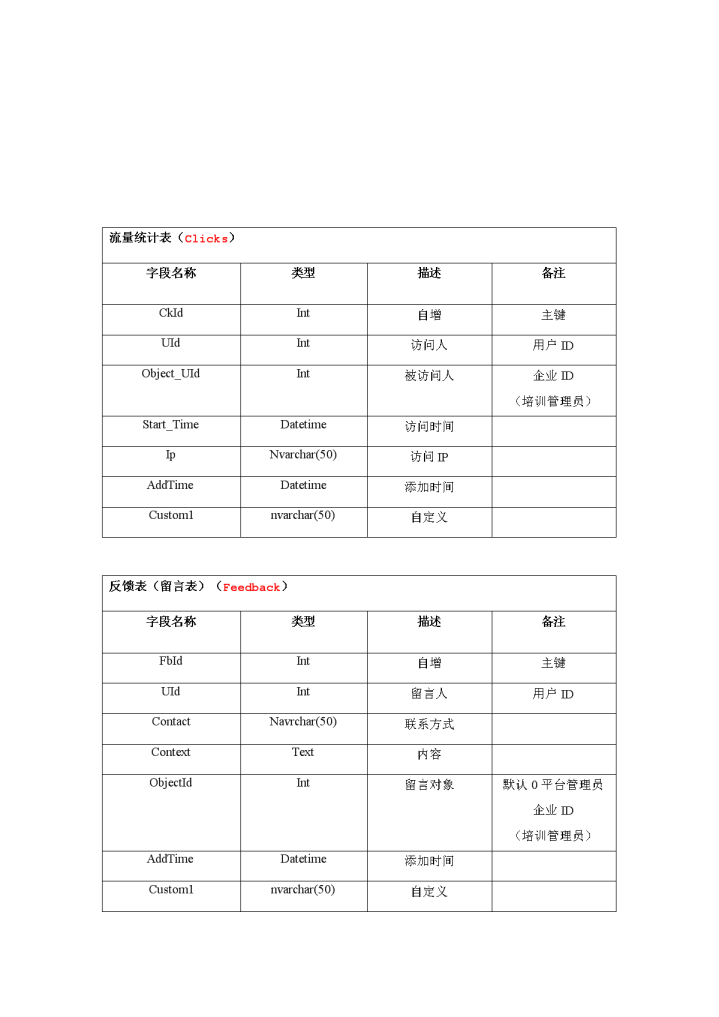 流量统计表（Clicks）
字段名称 类型 描述 备注
CkId Int 自增 主键
UId Int 访问人 用户 ID
Object_UId Int 被访问人 企业 ID
（培训管理员）
Start_Time Datetime 访问时间
Ip Nvarchar(50) 访问 IP
AddTime Datetime 添加时间
Custom1 nvarchar(50) 自定义
反馈表（留言表）（Feedback）
字段名称 类型 描述 备注
FbId Int 自增 主键
UId Int 留言人 用户 ID
Contact Navrchar(50) 联系方式
Context Text 内容
ObjectId Int 留言对象 默认 0 平台管理员
企业 ID
（培训管理员）
AddTime Datetime 添加时间
Custom1 nvarchar(50) 自定义